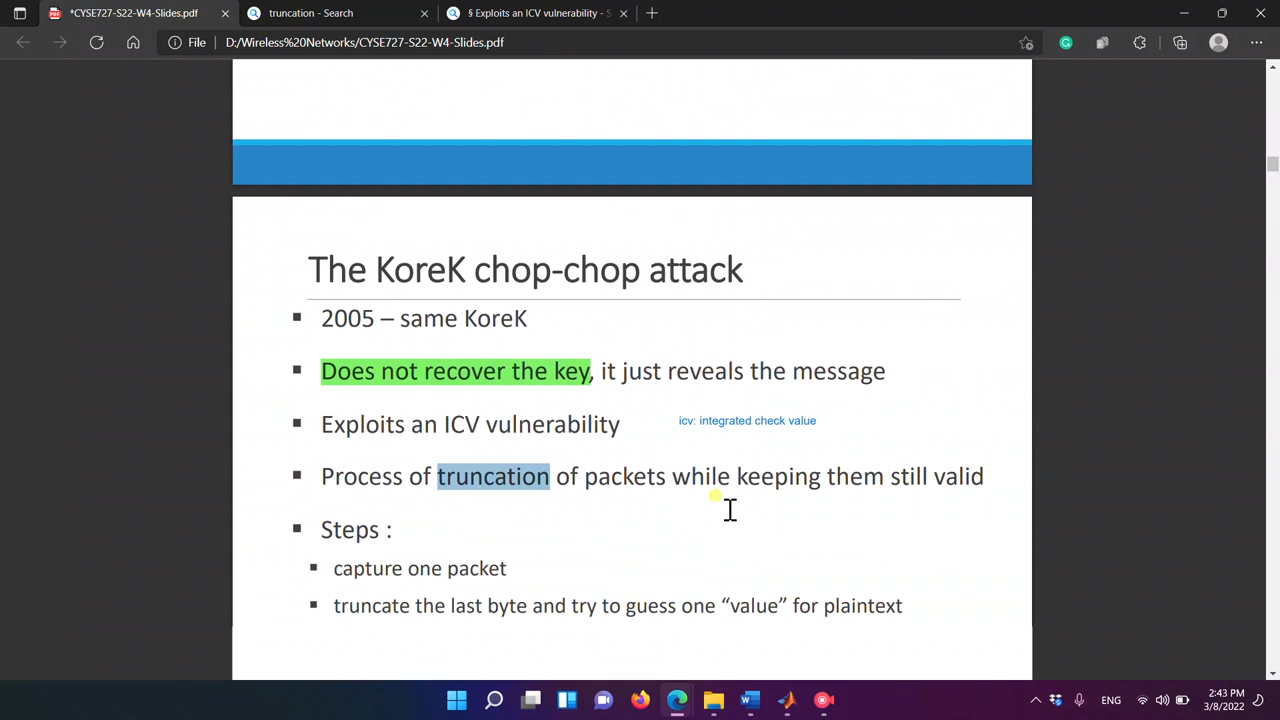 *CYSE727-S22-W4-Slides.pdf
truncation - Search
§ Exploits an ICV vulnerability - S
File
D:/Wireless%20Networks/CYSE727-S22-W4-Slides.pdf
The KoreK chop-chop attack
2005 – same KoreK
Does not recover the key, it just reveals the message
Exploits an ICV vulnerability
icv: integrated check value
Process of truncation of packets while keeping them still valid
Steps :
capture one packet
truncate the last byte and try to guess one “value” for plaintext
ENG
2:43 PM
3/8/2022